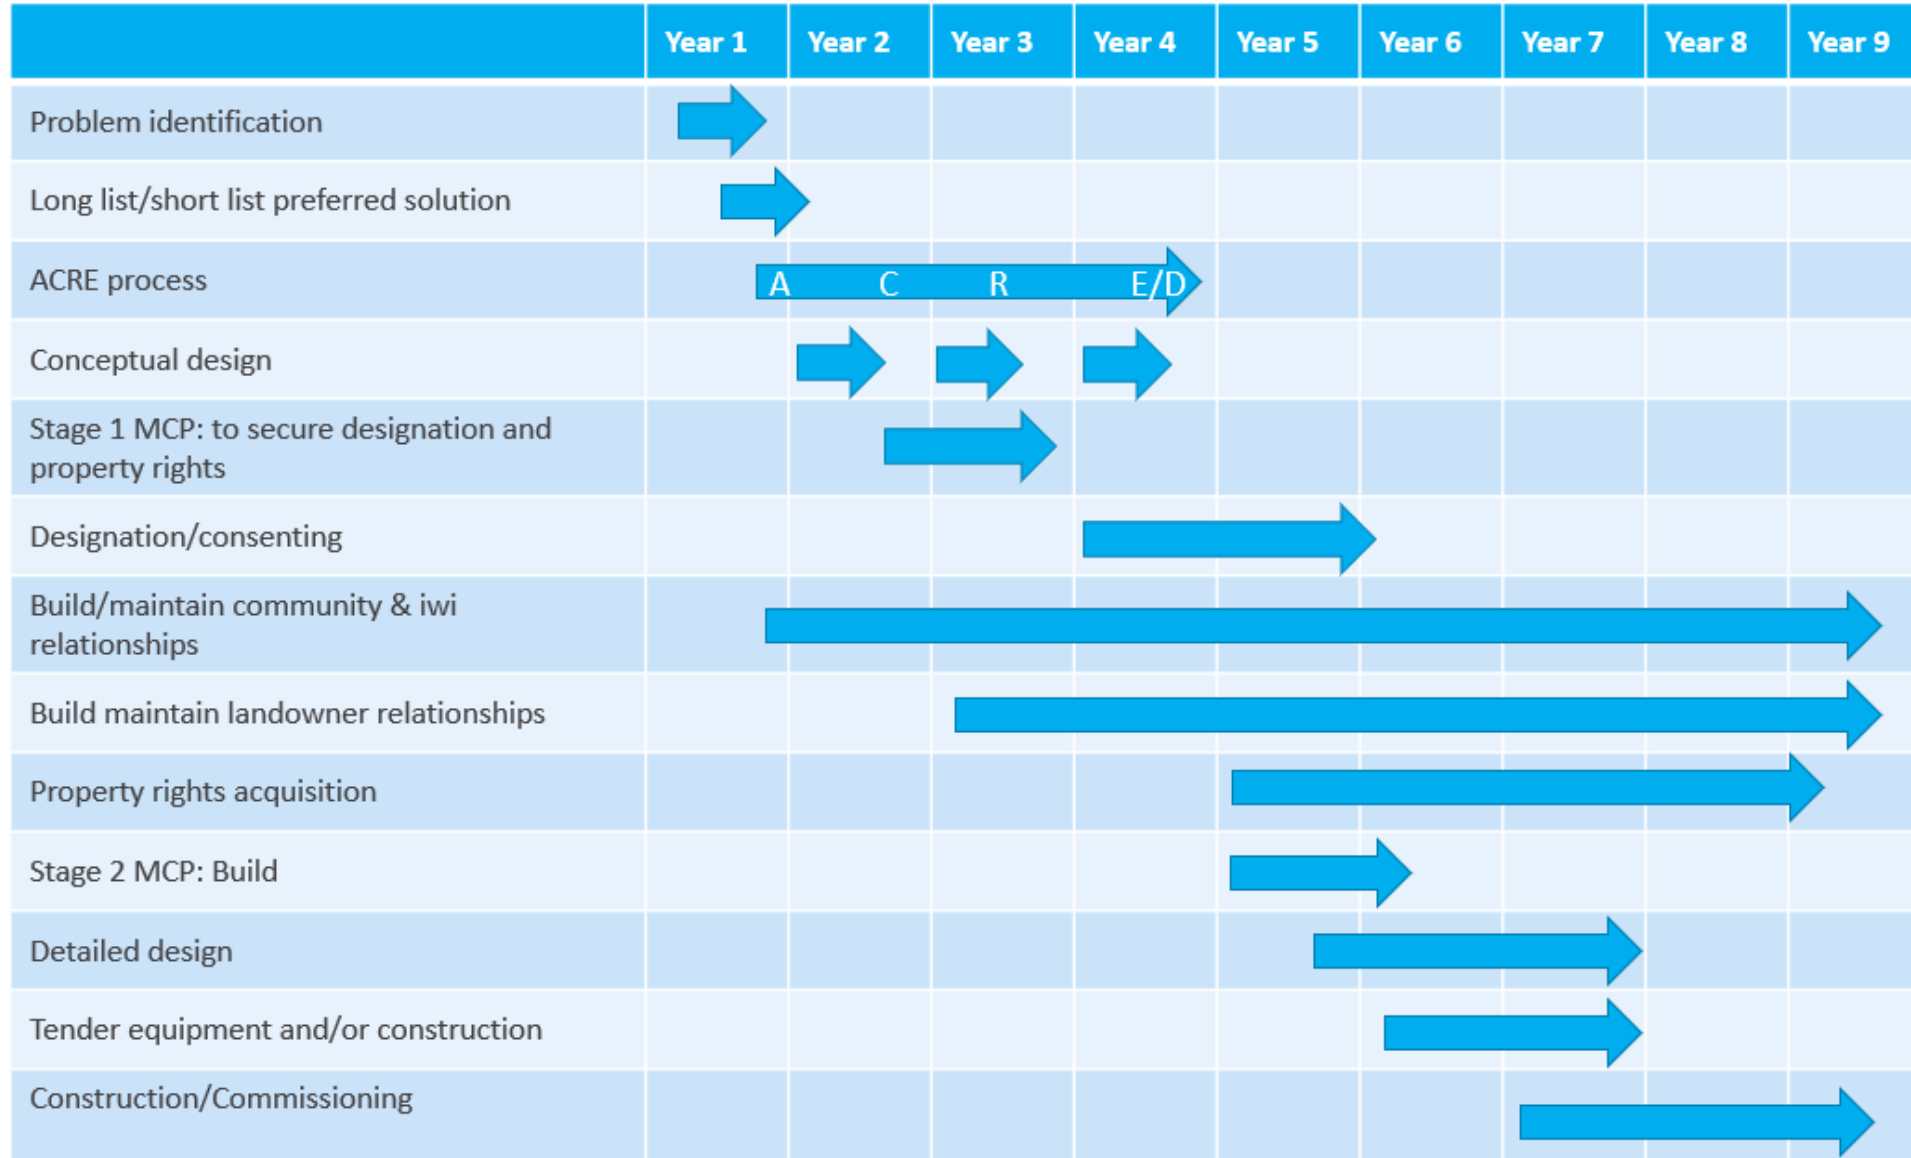 Year 1 Year 2 Year 3 Year 4 Year 5 Year 6 Year 7 Year 8 Year 9
Problem identification
Long list/short list preferred solution
ACRE process A C R E/D
Conceptual design
Stage 1 MCP: to secure designation and
property rights
Designation/consenting
Build/maintain community & iwi
relationships
Build maintain landowner relationships
Property rights acquisition
Stage 2 MCP: Build
Detailed design
Tender equipment and/or construction
Construction/Commissioning